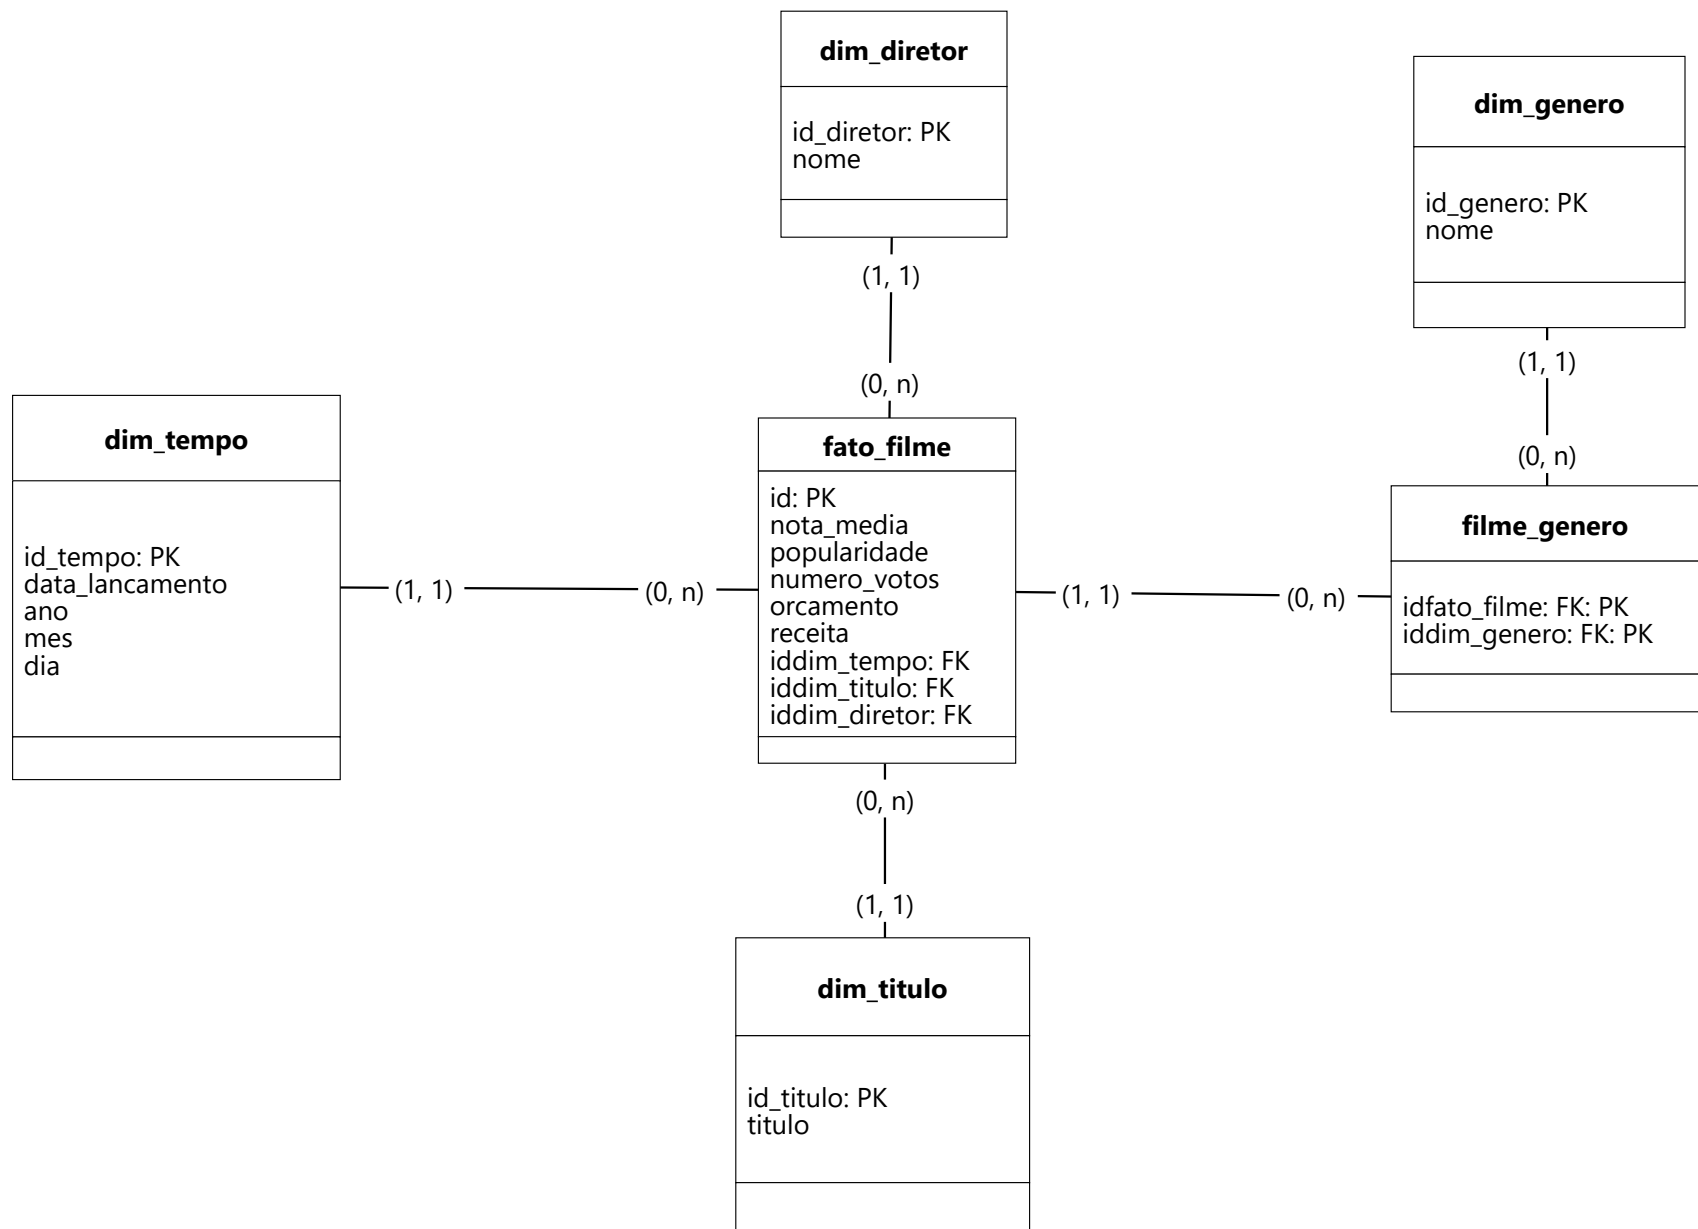 dim_diretor
id_diretor: PK
nome
dim_genero
id_genero: PK
nome
(1, 1)
(0, n)
(1, 1)
(0, n)
dim_tempo
id_tempo: PK
data_lancamento
ano
mes
dia
(1, 1)
(0, n)
fato_filme
id: PK
nota_media
popularidade
numero_votos
orcamento
receita
iddim_tempo: FK
iddim_titulo: FK
iddim_diretor: FK
(1, 1)
(0, n)
filme_genero
idfato_filme: FK: PK
iddim_genero: FK: PK
(0, n)
(1, 1)
dim_titulo
id_titulo: PK
titulo